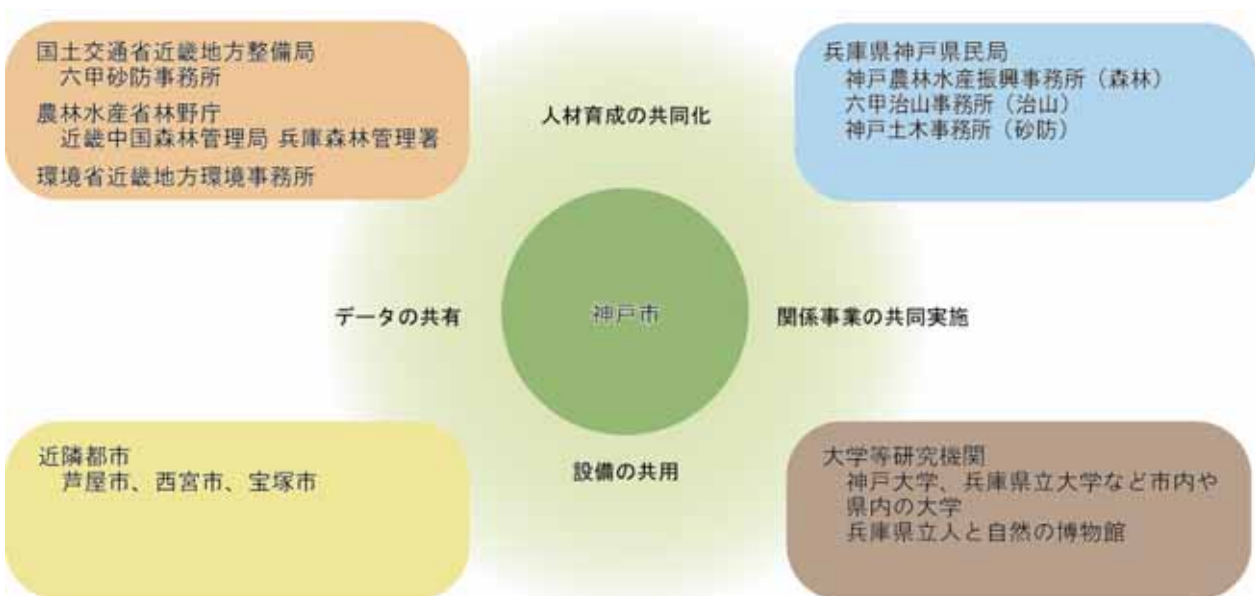 国土交通省近畿地方整備局
六甲砂防事務所
農林水産省林野庁
近畿中国森林管理局 兵庫森林管理署
環境省近畿地方環境事務所
兵庫県神戸県民局
神戸農林水産振興事務所（森林）
六甲治山事務所（治山）
神戸土木事務所（砂防）
人材育成の共同化
データの共有
神戸市
関係事業の共同実施
設備の共用
近隣都市
芦屋市、西宮市、宝塚市
大学等研究機関
神戸大学、兵庫県立大学など市内や
県内の大学
兵庫県立人と自然の博物館